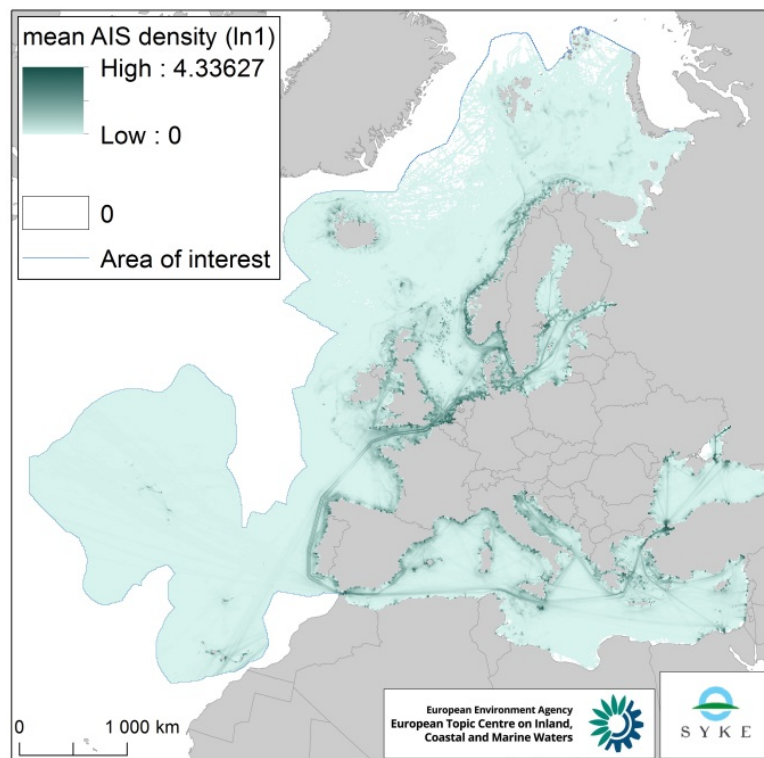 mean AIS density (ln1)
High : 4.33627
Low : 0
0
Area of interest
0
1 000 km
European Environment Agency
European Topic Centre on Inland,
Coastal and Marine Waters
SYKE